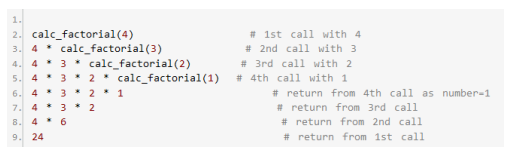 1.
2. calc_factorial(4) # 1st call with 4
3. 4 * calc_factorial(3) # 2nd call with 3
4. 4 * 3 * calc_factorial(2) # 3rd call with 2
5. 4 * 3 * 2 * calc_factorial(1) # 4th call with 1
6. 4 * 3 * 2 * 1 # return from 4th call as number=1
7. 4 * 3 * 2 # return from 3rd call
8. 4 * 6 # return from 2nd call
9. 24 # return from 1st call